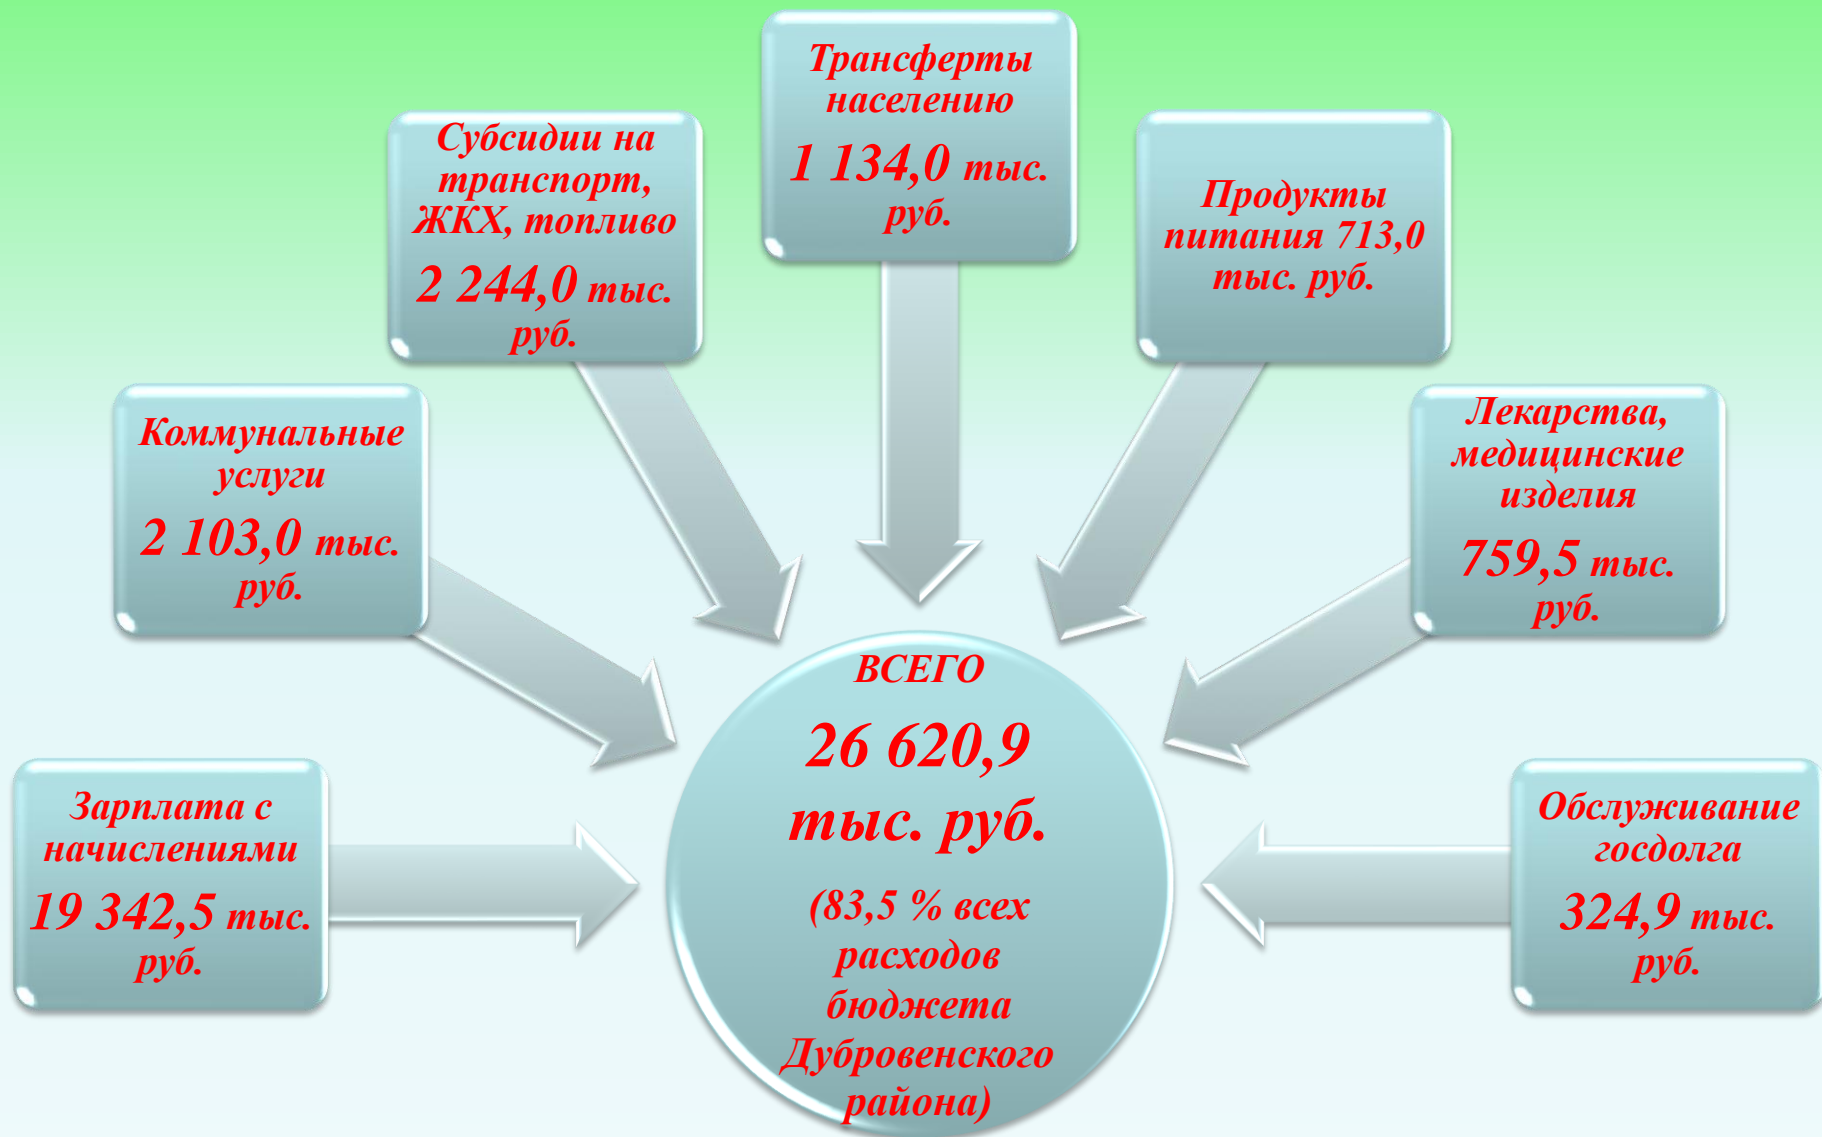 Трансферты
населению
1 134,0 тыс.
руб.
Субсидии на
транспорт,
ЖКХ, топливо
2 244,0 тыс.
руб.
Продукты
питания 713,0
тыс. руб.
Коммунальные
услуги
2 103,0 тыс.
руб.
Лекарства,
медицинские
изделия
759,5 тыс.
руб.
Зарплата с
начислениями
19 342,5 тыс.
руб.
ВСЕГО
26 620,9
тыс. руб.
(83,5 % всех
расходов
бюджета
Дубровенского
района)
Обслуживание
госдолга
324,9 тыс.
руб.